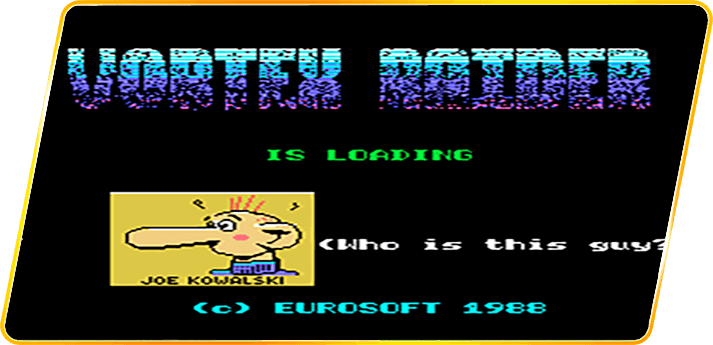 VORTEX RAIDER
IS LOADING
(Who is this guy?
JOE KOWALSKI
(c) EUROSOFT 1988